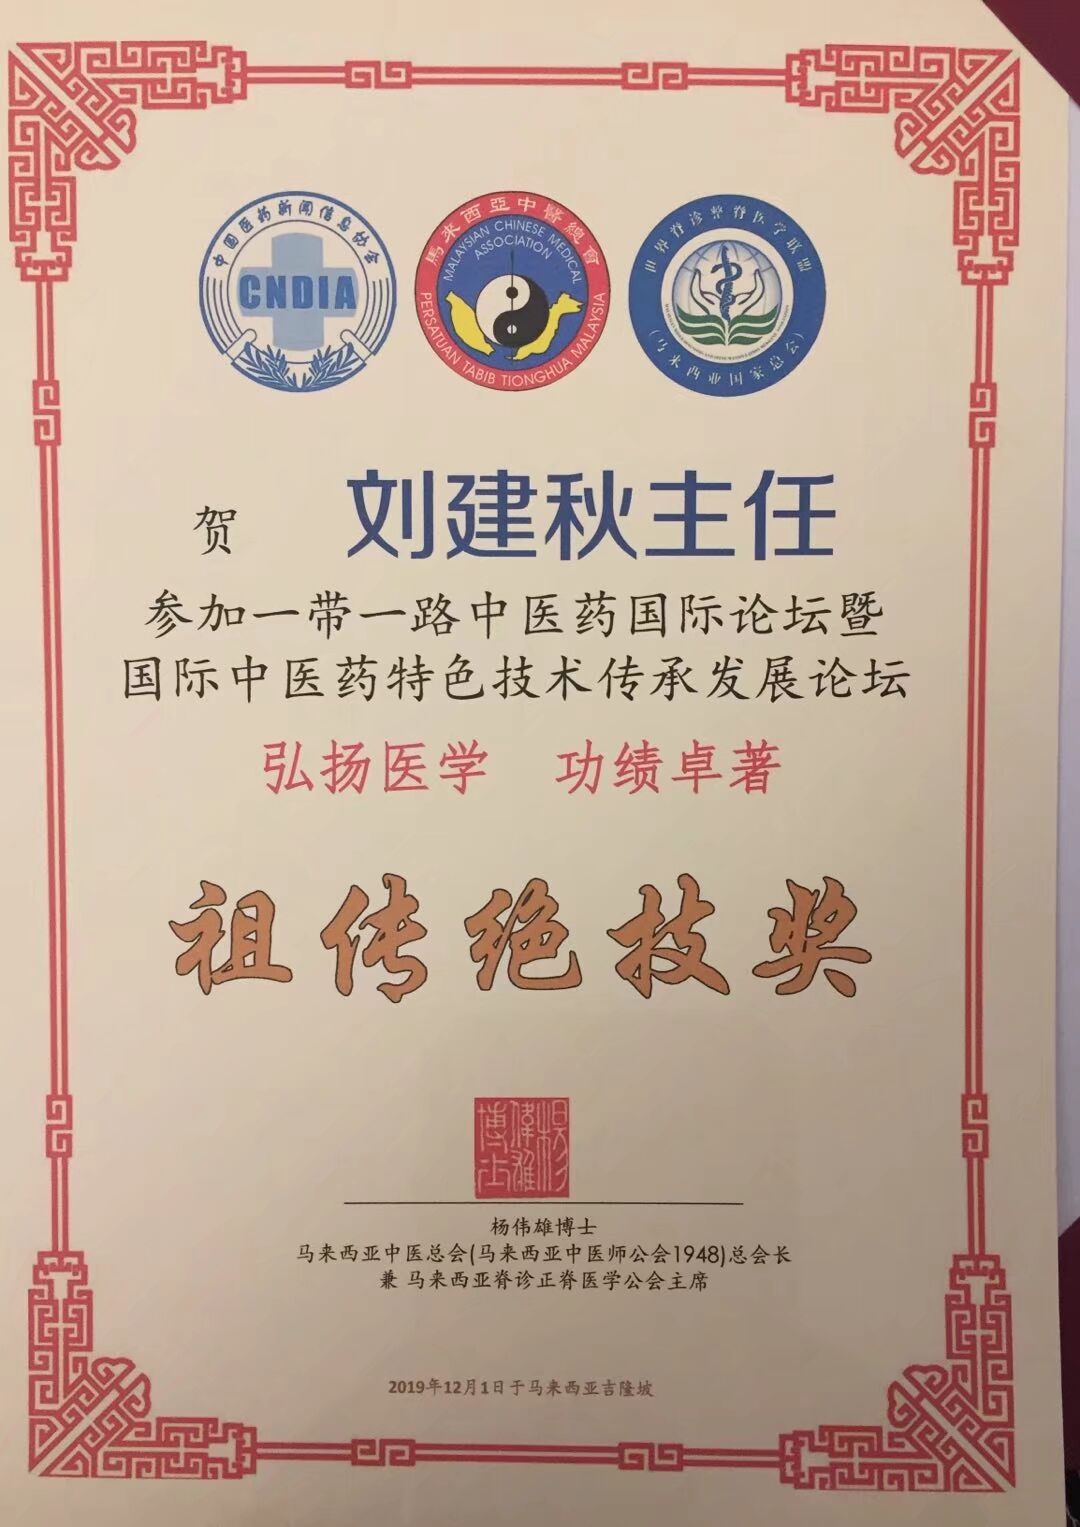 中国医药新闻信息协会
CNDIA
馬來西亞中醫總會
MALAYSIAN CHINESE MEDICAL
ASSOCIATION
PERSATUAN TABIB TIONGHUA MALAYSIA
世界脊诊整脊医学联盟
(马来西亚国家总会)
贺 刘建秋主任
参加一带一路中医药国际论坛暨
国际中医药特色技术传承发展论坛
弘扬医学 功绩卓著
祖传绝技奖
楊偉雄博士
杨伟雄博士
马来西亚中医总会(马来西亚中医师公会1948)总会长
兼 马来西亚脊诊正脊医学公会主席
2019年12月1日于马来西亚吉隆坡